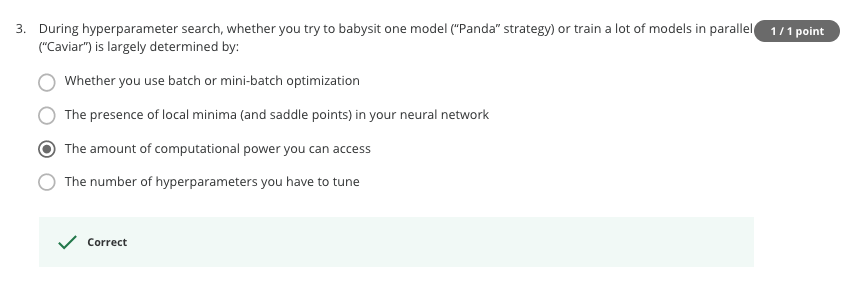 3. During hyperparameter search, whether you try to babysit one model (“Panda” strategy) or train a lot of models in parallel
1 / 1 point
(“Caviar”) is largely determined by:
Whether you use batch or mini-batch optimization
The presence of local minima (and saddle points) in your neural network
The amount of computational power you can access
The number of hyperparameters you have to tune
Correct